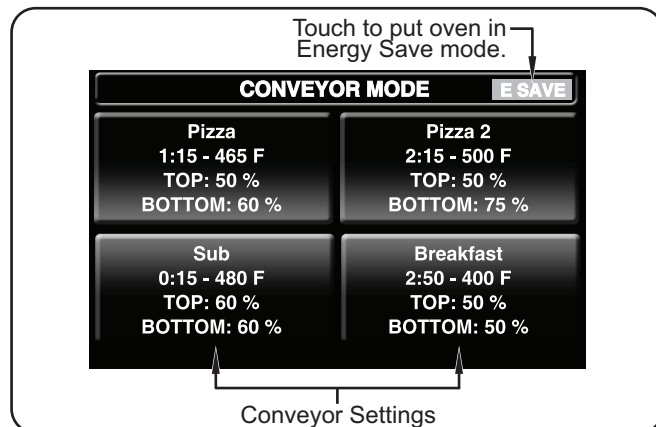 Touch to put oven in
Energy Save mode.
CONVEYOR MODE
E SAVE
Pizza
1:15 - 465 F
TOP: 50 %
BOTTOM: 60 %
Pizza 2
2:15 - 500 F
TOP: 50 %
BOTTOM: 75 %
Sub
0:15 - 480 F
TOP: 60 %
BOTTOM: 60 %
Breakfast
2:50 - 400 F
TOP: 50 %
BOTTOM: 50 %
Conveyor Settings